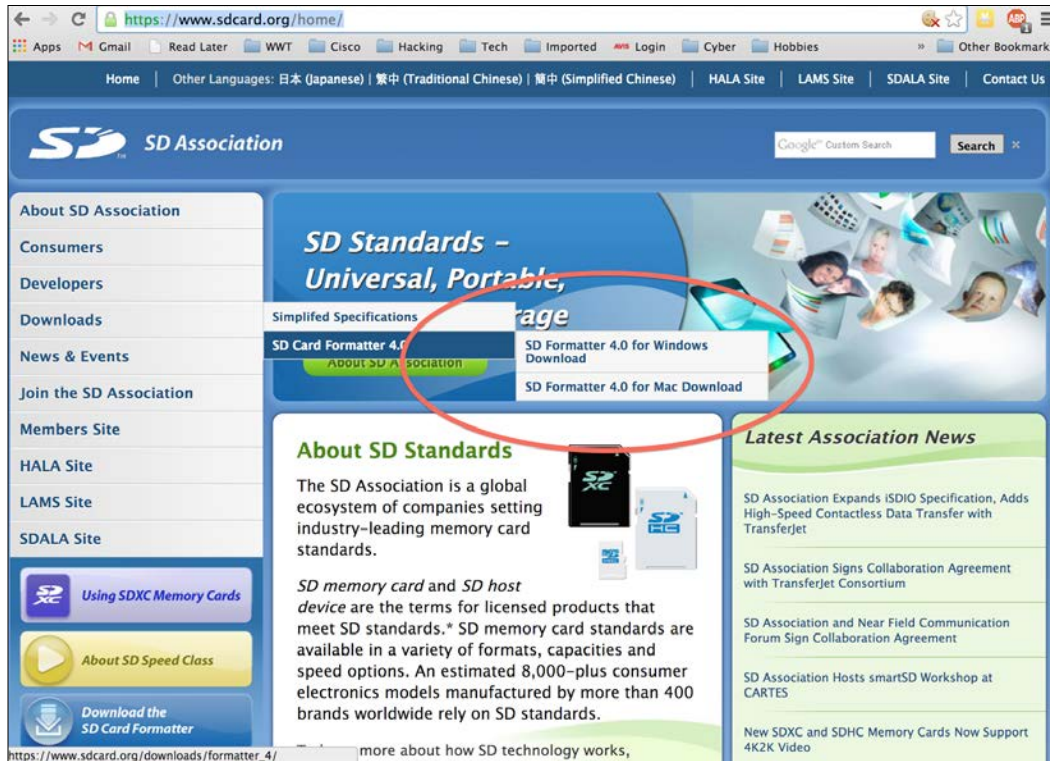 https://www.sdcard.org/home/
Apps Gmail Read Later WWT Cisco Hacking Tech Imported AVIS Login Cyber Hobbies » Other Bookmark
Home | Other Languages: 日本 (Japanese) | 繁中 (Traditional Chinese) | 簡中 (Simplified Chinese) | HALA Site | LAMS Site | SDALA Site | Contact Us
SD Association
Google™ Custom Search
Search ×
About SD Association
Consumers
Developers
Downloads
News & Events
Join the SD Association
Members Site
HALA Site
LAMS Site
SDALA Site
Using SDXC Memory Cards
About SD Speed Class
Download the
SD Card Formatter
https://www.sdcard.org/downloads/formatter_4/
SD Standards –
Universal, Portable,
rage
About SD Association
Simplifed Specifications
SD Card Formatter 4.0
SD Formatter 4.0 for Windows
Download
SD Formatter 4.0 for Mac Download
About SD Standards
The SD Association is a global
ecosystem of companies setting
industry-leading memory card
standards.
SD memory card and SD host
device are the terms for licensed products that
meet SD standards.* SD memory card standards are
available in a variety of formats, capacities and
speed options. An estimated 8,000-plus consumer
electronics models manufactured by more than 400
brands worldwide rely on SD standards.
more about how SD technology works,
SD
XC
SD
HC
Latest Association News
SD Association Expands iSDIO Specification, Adds
High-Speed Contactless Data Transfer with
TransferJet
SD Association Signs Collaboration Agreement
with TransferJet Consortium
SD Association and Near Field Communication
Forum Sign Collaboration Agreement
SD Association Hosts smartSD Workshop at
CARTES
New SDXC and SDHC Memory Cards Now Support
4K2K Video